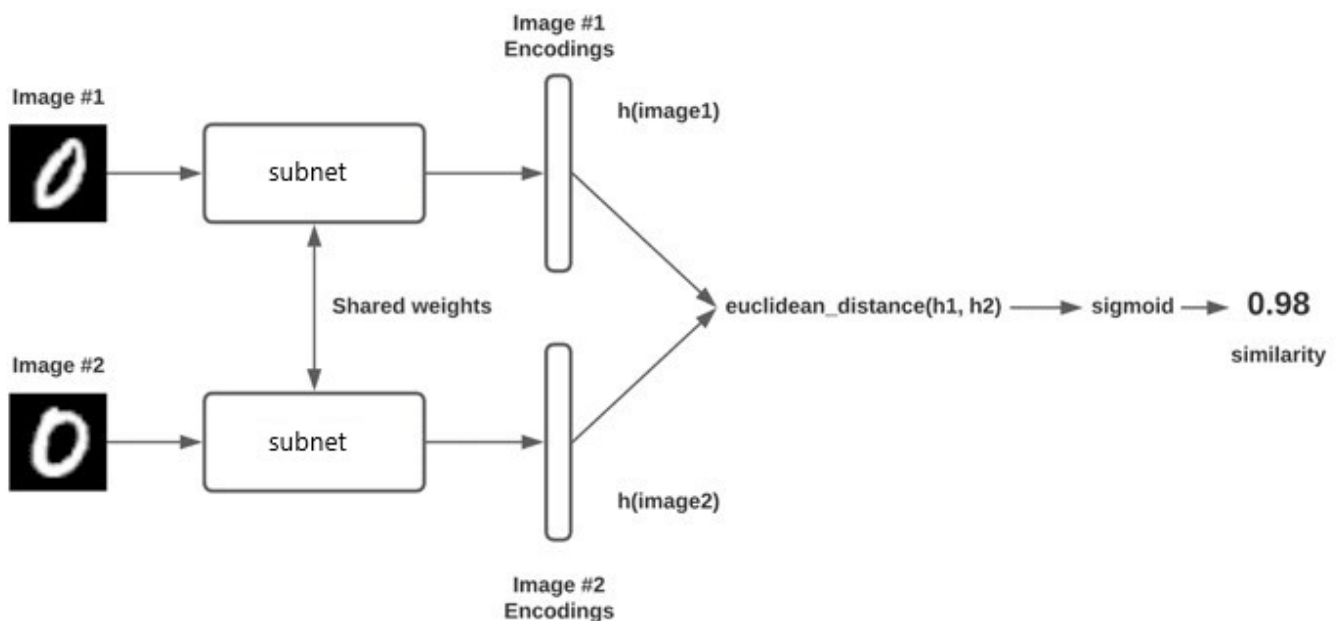 Image #1
Encodings
Image #1
h(image1)
subnet
Shared weights
euclidean_distance(h1, h2)
sigmoid
0.98
similarity
Image #2
subnet
h(image2)
Image #2
Encodings